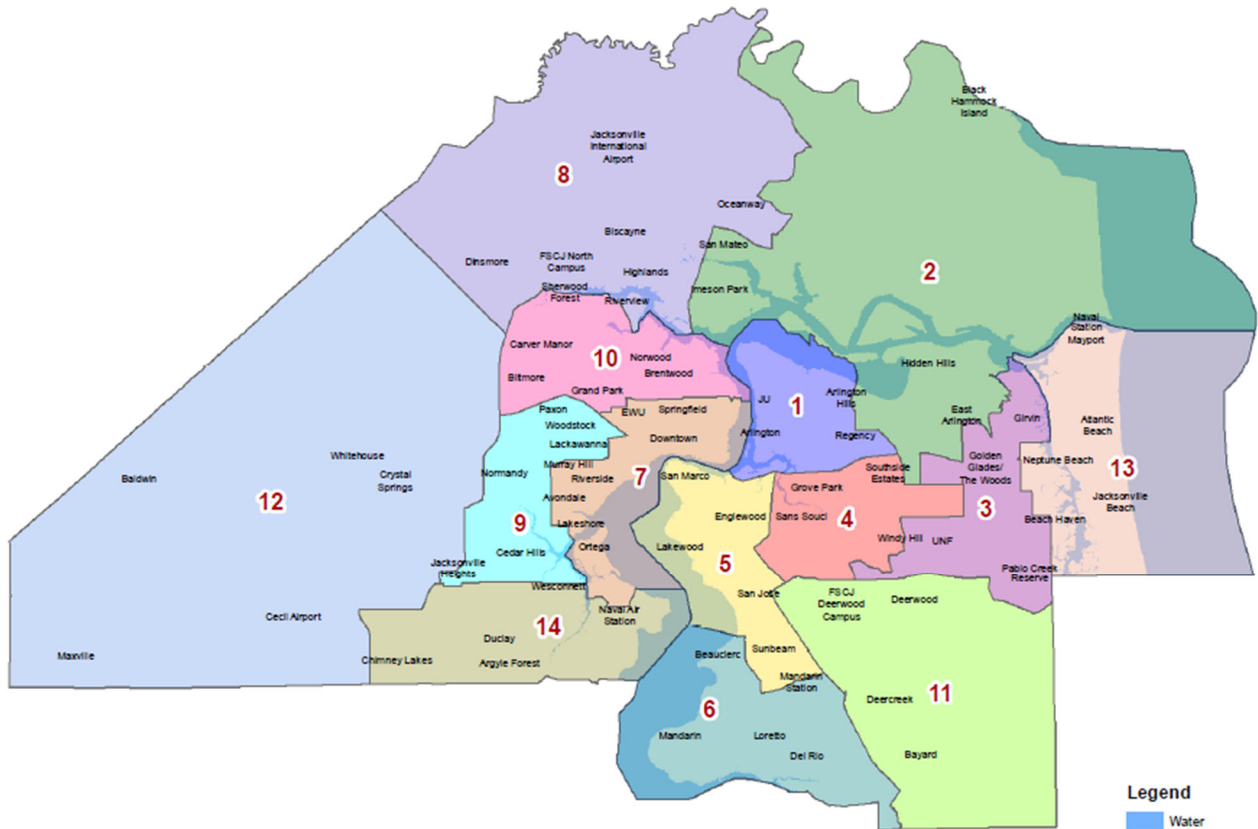 Black
Hammock
Island
Jacksonville
International
Airport
8
Oceanway
Biscayne
San Mateo
FSCJ North
Campus
Dinsmore
Highlands
2
Sherwood
Forest
Imeson Park
Riverview
Naval
Station
Mayport
Carver Manor
10
Norwood
Brentwood
Hidden Hills
Biltmore
Grand Park
JU
1
Arlington
Hills
Paxon
EWU
Springfield
East
Arlington
Girvin
Atlantic
Beach
Woodstock
Downtown
Arlington
Regency
Lackawanna
Whitehouse
Golden
Glades/
The Woods
Neptune Beach
13
Murray Hill
Normandy
Crystal
Springs
Baldwin
Riverside
7
San Marco
Southside
Estates
Grove Park
12
Avondale
Jacksonville
Beach
3
Lakeshore
9
Englewood
Sans Souci
4
Beach Haven
Windy Hill
UNF
Ortega
Lakewood
Cedar Hills
5
Jacksonville
Heights
Pablo Creek
Reserve
Wesconnett
San Jose
FSCJ
Deerwood
Campus
Deerwood
Cecil Airport
Naval Air
Station
14
Duclay
Maxville
Chimney Lakes
Argyle Forest
Beauclerc
Sunbeam
Mandarin
Station
11
Deercreek
6
Mandarin
Loretto
Del Rio
Bayard
Legend
Water